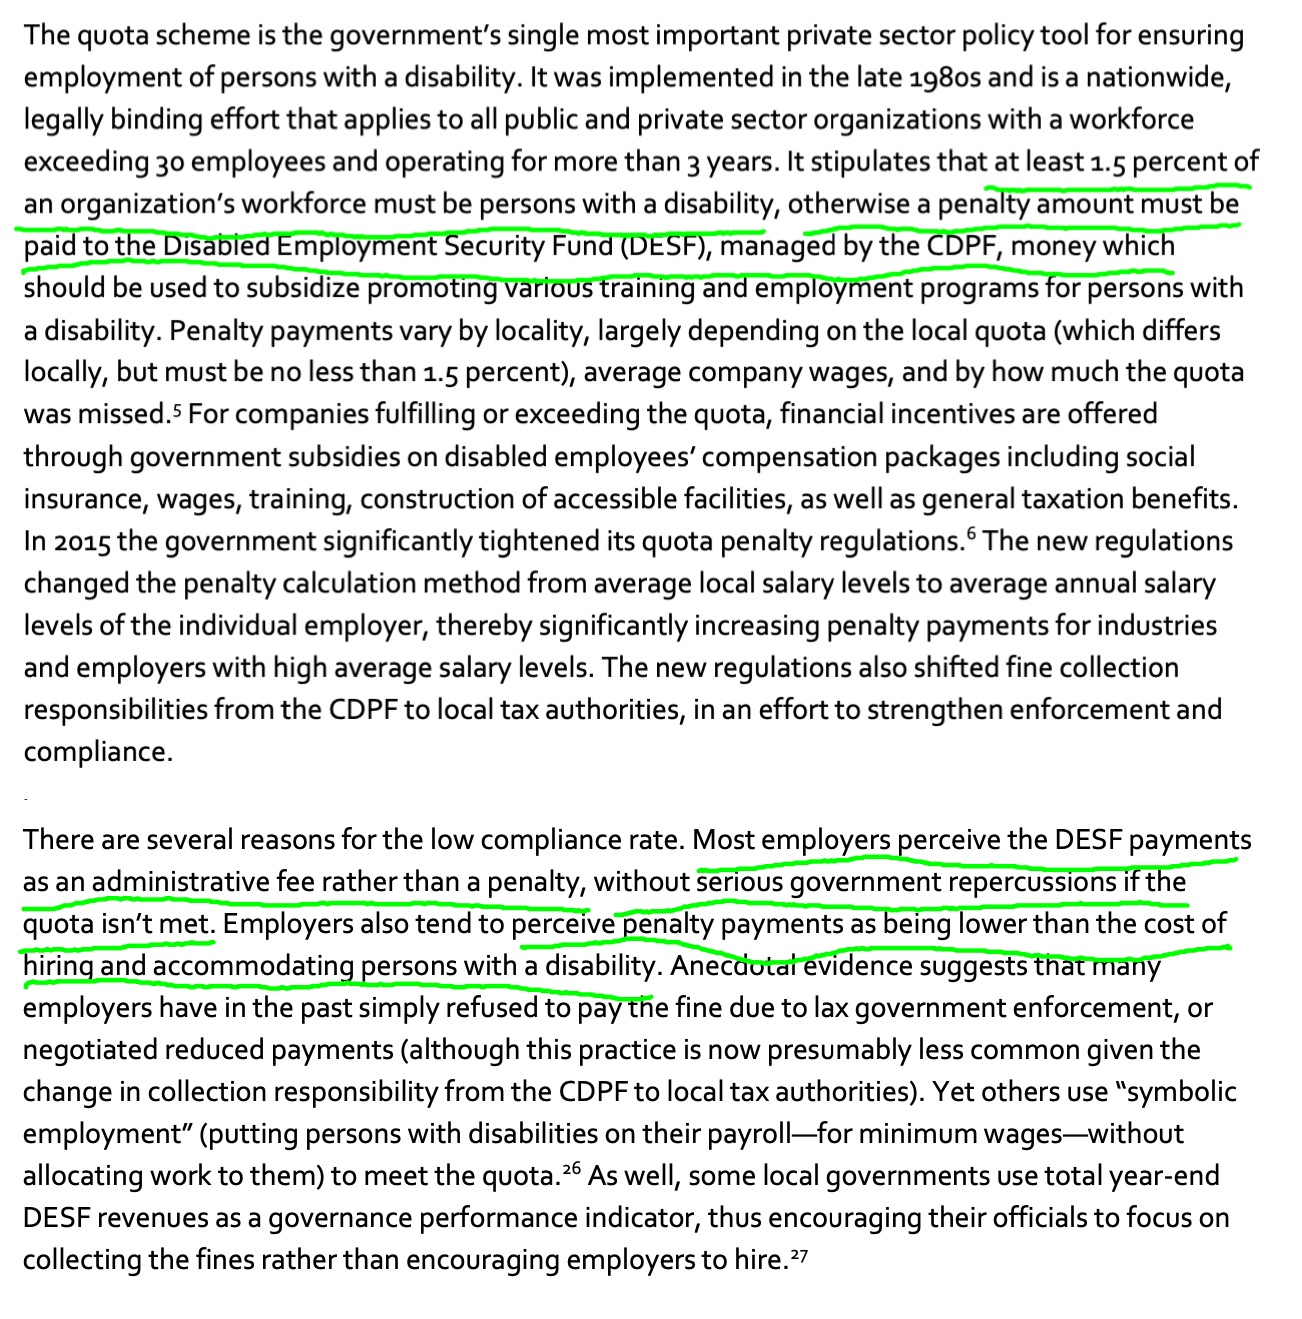 The quota scheme is the government's single most important private sector policy tool for ensuring
employment of persons with a disability. It was implemented in the late 1980s and is a nationwide,
legally binding effort that applies to all public and private sector organizations with a workforce
exceeding 30 employees and operating for more than 3 years. It stipulates that at least 1.5 percent of
an organization's workforce must be persons with a disability, otherwise a penalty amount must be
paid to the Disabled Employment Security Fund (DESF), managed by the CDPF, money which
should be used to subsidize promoting various training and employment programs for persons with
a disability. Penalty payments vary by locality, largely depending on the local quota (which differs
locally, but must be no less than 1.5 percent), average company wages, and by how much the quota
was missed.⁵ For companies fulfilling or exceeding the quota, financial incentives are offered
through government subsidies on disabled employees' compensation packages including social
insurance, wages, training, construction of accessible facilities, as well as general taxation benefits.
In 2015 the government significantly tightened its quota penalty regulations.⁶ The new regulations
changed the penalty calculation method from average local salary levels to average annual salary
levels of the individual employer, thereby significantly increasing penalty payments for industries
and employers with high average salary levels. The new regulations also shifted fine collection
responsibilities from the CDPF to local tax authorities, in an effort to strengthen enforcement and
compliance.
.
There are several reasons for the low compliance rate. Most employers perceive the DESF payments
as an administrative fee rather than a penalty, without serious government repercussions if the
quota isn't met. Employers also tend to perceive penalty payments as being lower than the cost of
hiring and accommodating persons with a disability. Anecdotal evidence suggests that many
employers have in the past simply refused to pay the fine due to lax government enforcement, or
negotiated reduced payments (although this practice is now presumably less common given the
change in collection responsibility from the CDPF to local tax authorities). Yet others use "symbolic
employment" (putting persons with disabilities on their payroll—for minimum wages—without
allocating work to them) to meet the quota.²⁶ As well, some local governments use total year-end
DESF revenues as a governance performance indicator, thus encouraging their officials to focus on
collecting the fines rather than encouraging employers to hire.²⁷